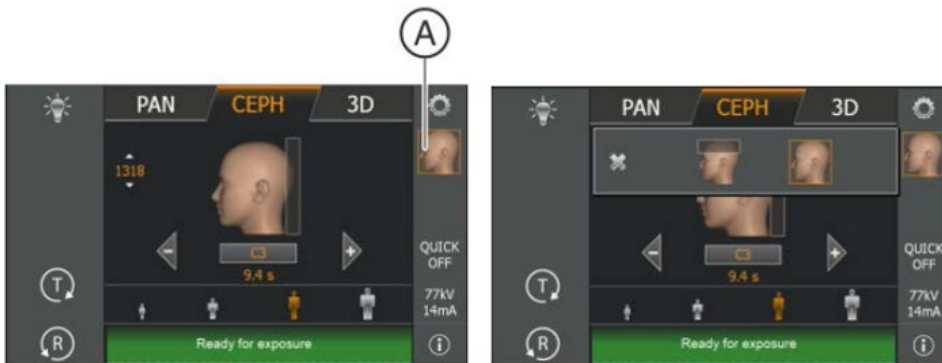 A
PAN CEPH 3D
1318
C3
9.4 s
QUICK
OFF
77kV
14mA
T
R
Ready for exposure
i
PAN CEPH 3D
C3
9.4 s
QUICK
OFF
77kV
14mA
T
R
Ready for exposure
i